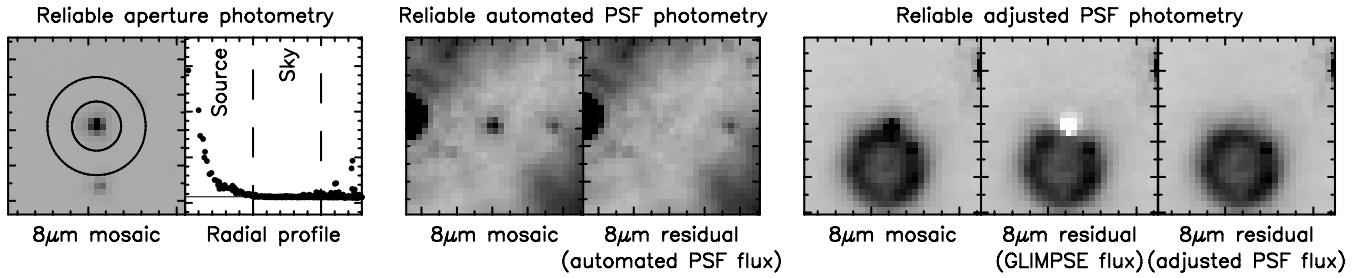 Reliable aperture photometry
Reliable automated PSF photometry
Reliable adjusted PSF photometry
Source
Sky
8μm mosaic
Radial profile
8μm mosaic
8μm residual
(automated PSF flux)
8μm mosaic
8μm residual
(GLIMPSE flux)
8μm residual
(adjusted PSF flux)